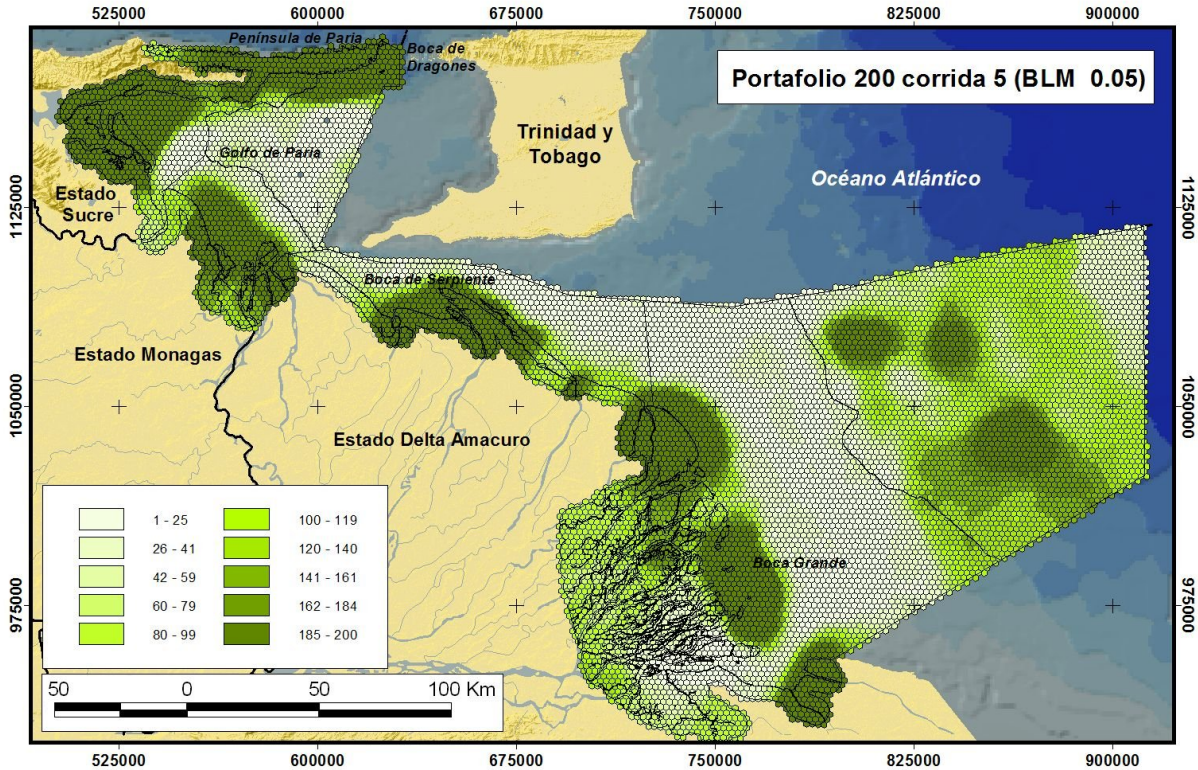 525000 600000 675000 750000 825000 900000
Península de Paria
Boca de
Dragones
Portafolio 200 corrida 5 (BLM 0.05)
Trinidad y
Tobago
Golfo de Paria
Océano Atlántico
Estado
Sucre
1125000
1125000
Boca de Serpiente
Estado Monagas
1050000
1050000
Estado Delta Amacuro
Boca Grande
975000
975000
1 - 25 100 - 119
26 - 41 120 - 140
42 - 59 141 - 161
60 - 79 162 - 184
80 - 99 185 - 200
50 0 50 100 Km
525000 600000 675000 750000 825000 900000